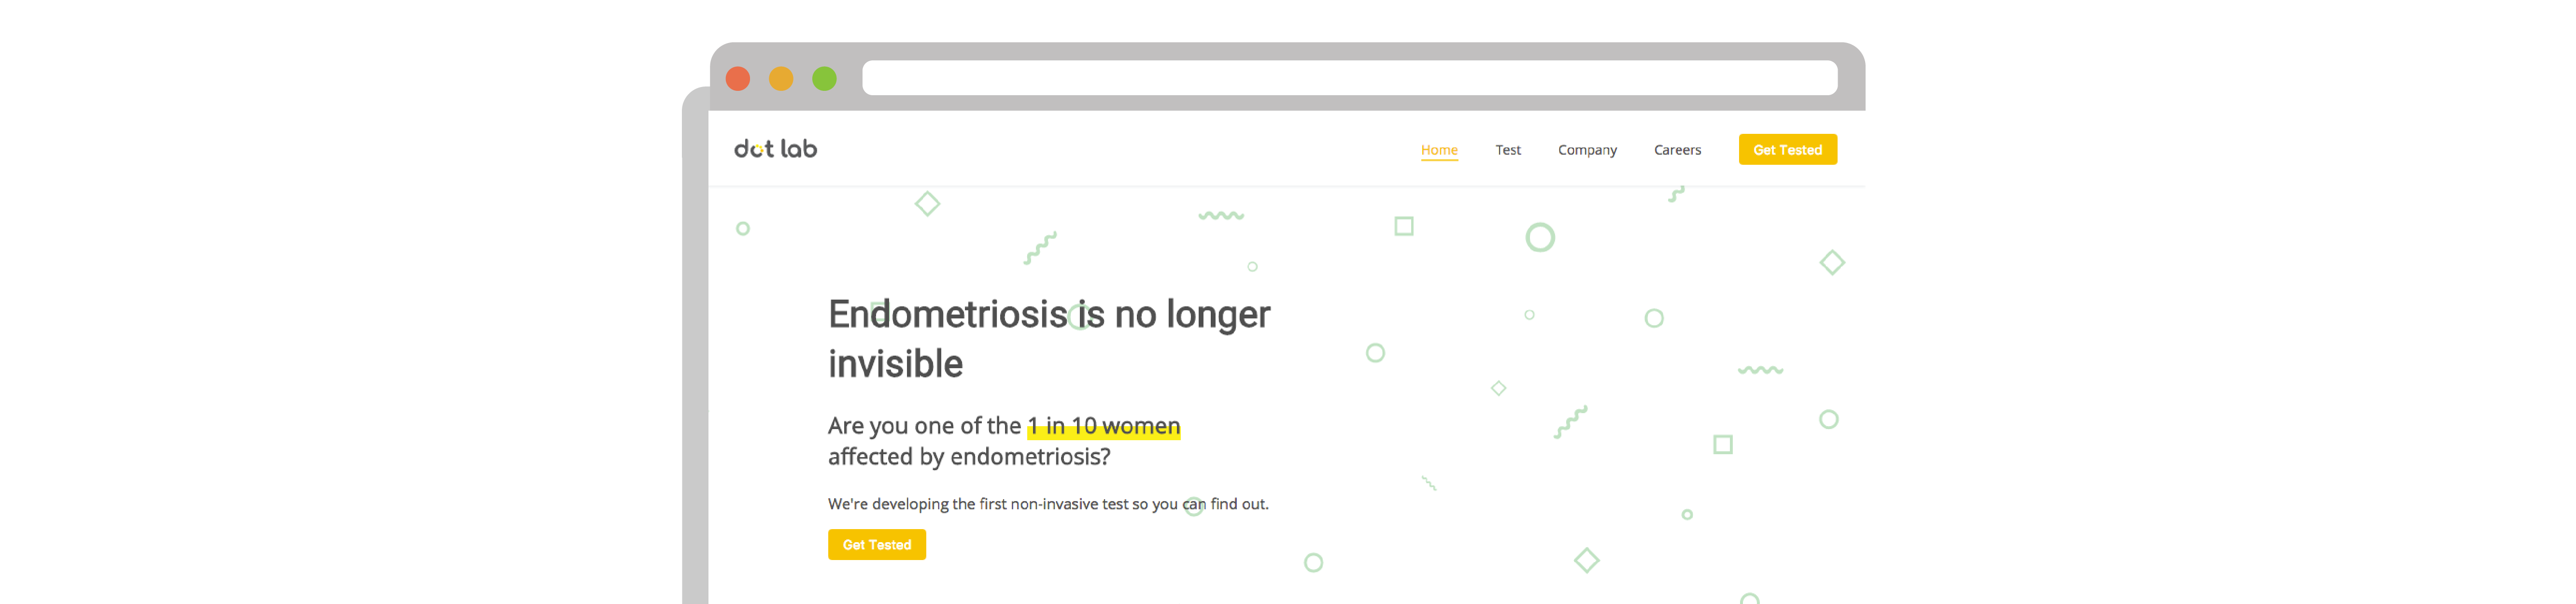 dot lab
Home Test Company Careers Get Tested
Endometriosis is no longer
invisible
Are you one of the 1 in 10 women
affected by endometriosis?
We're developing the first non-invasive test so you can find out.
Get Tested